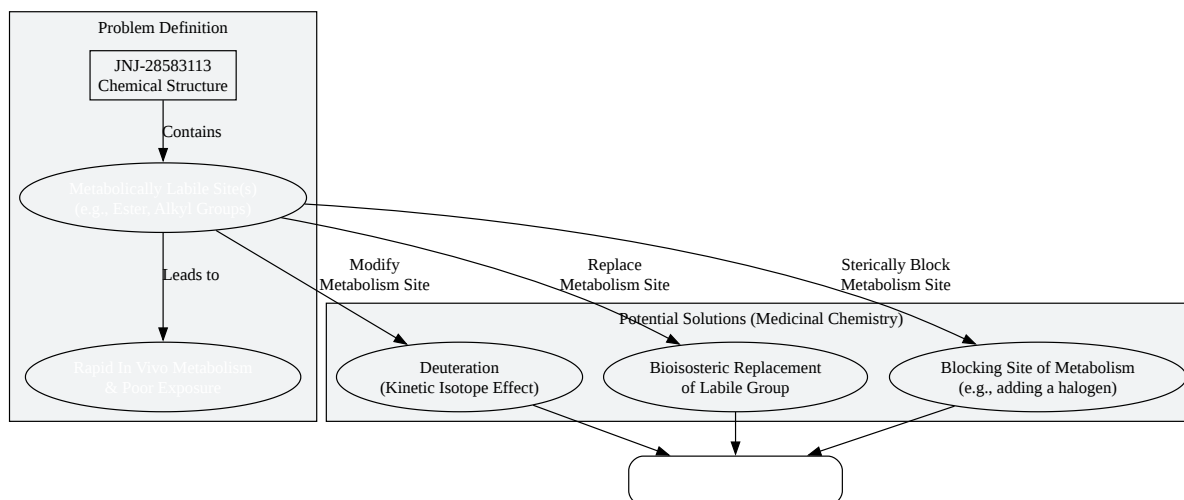 Problem Definition
JNJ-28583113
Chemical Structure
Contains
Metabolically Labile Site(s)
(e.g., Ester, Alkyl Groups)
Leads to
Modify
Metabolism Site
Replace
Metabolism Site
Sterically Block
Metabolism Site
Potential Solutions (Medicinal Chemistry)
Rapid In Vivo Metabolism
& Poor Exposure
Deuteration
(Kinetic Isotope Effect)
Bioisosteric Replacement
of Labile Group
Blocking Site of Metabolism
(e.g., adding a halogen)